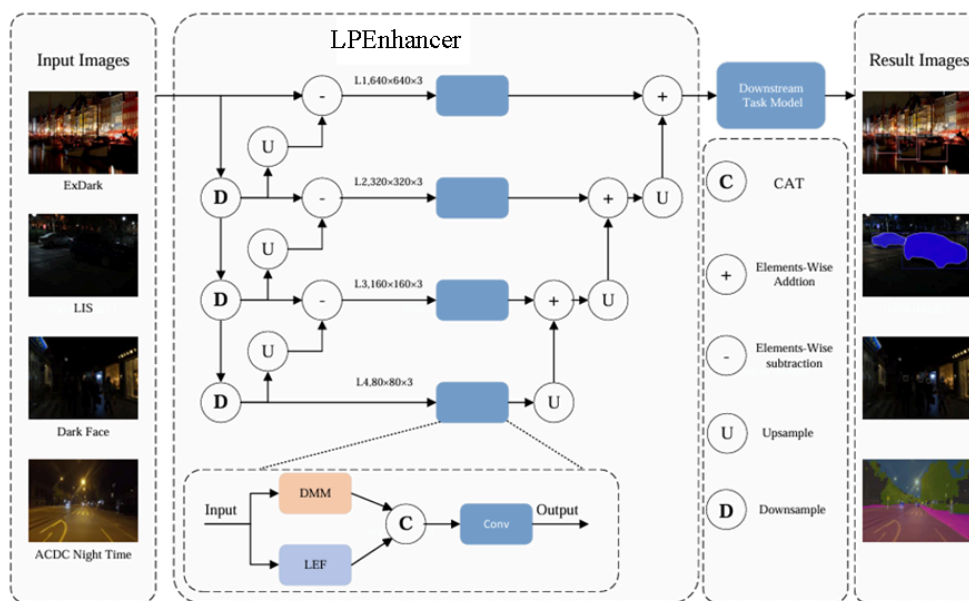 LPEnhancer
Input Images
ExDark
LIS
Dark Face
ACDC Night Time
L1,640×640×3
-
+
U
D
L2,320×320×3
-
+
U
U
D
L3,160×160×3
-
+
U
U
D
L4,80×80×3
U
Input
DMM
LEF
C
Conv
Output
Downstream
Task Model
C
CAT
+
Elements-Wise
Addtion
-
Elements-Wise
subtraction
U
Upsample
D
Downsample
Result Images